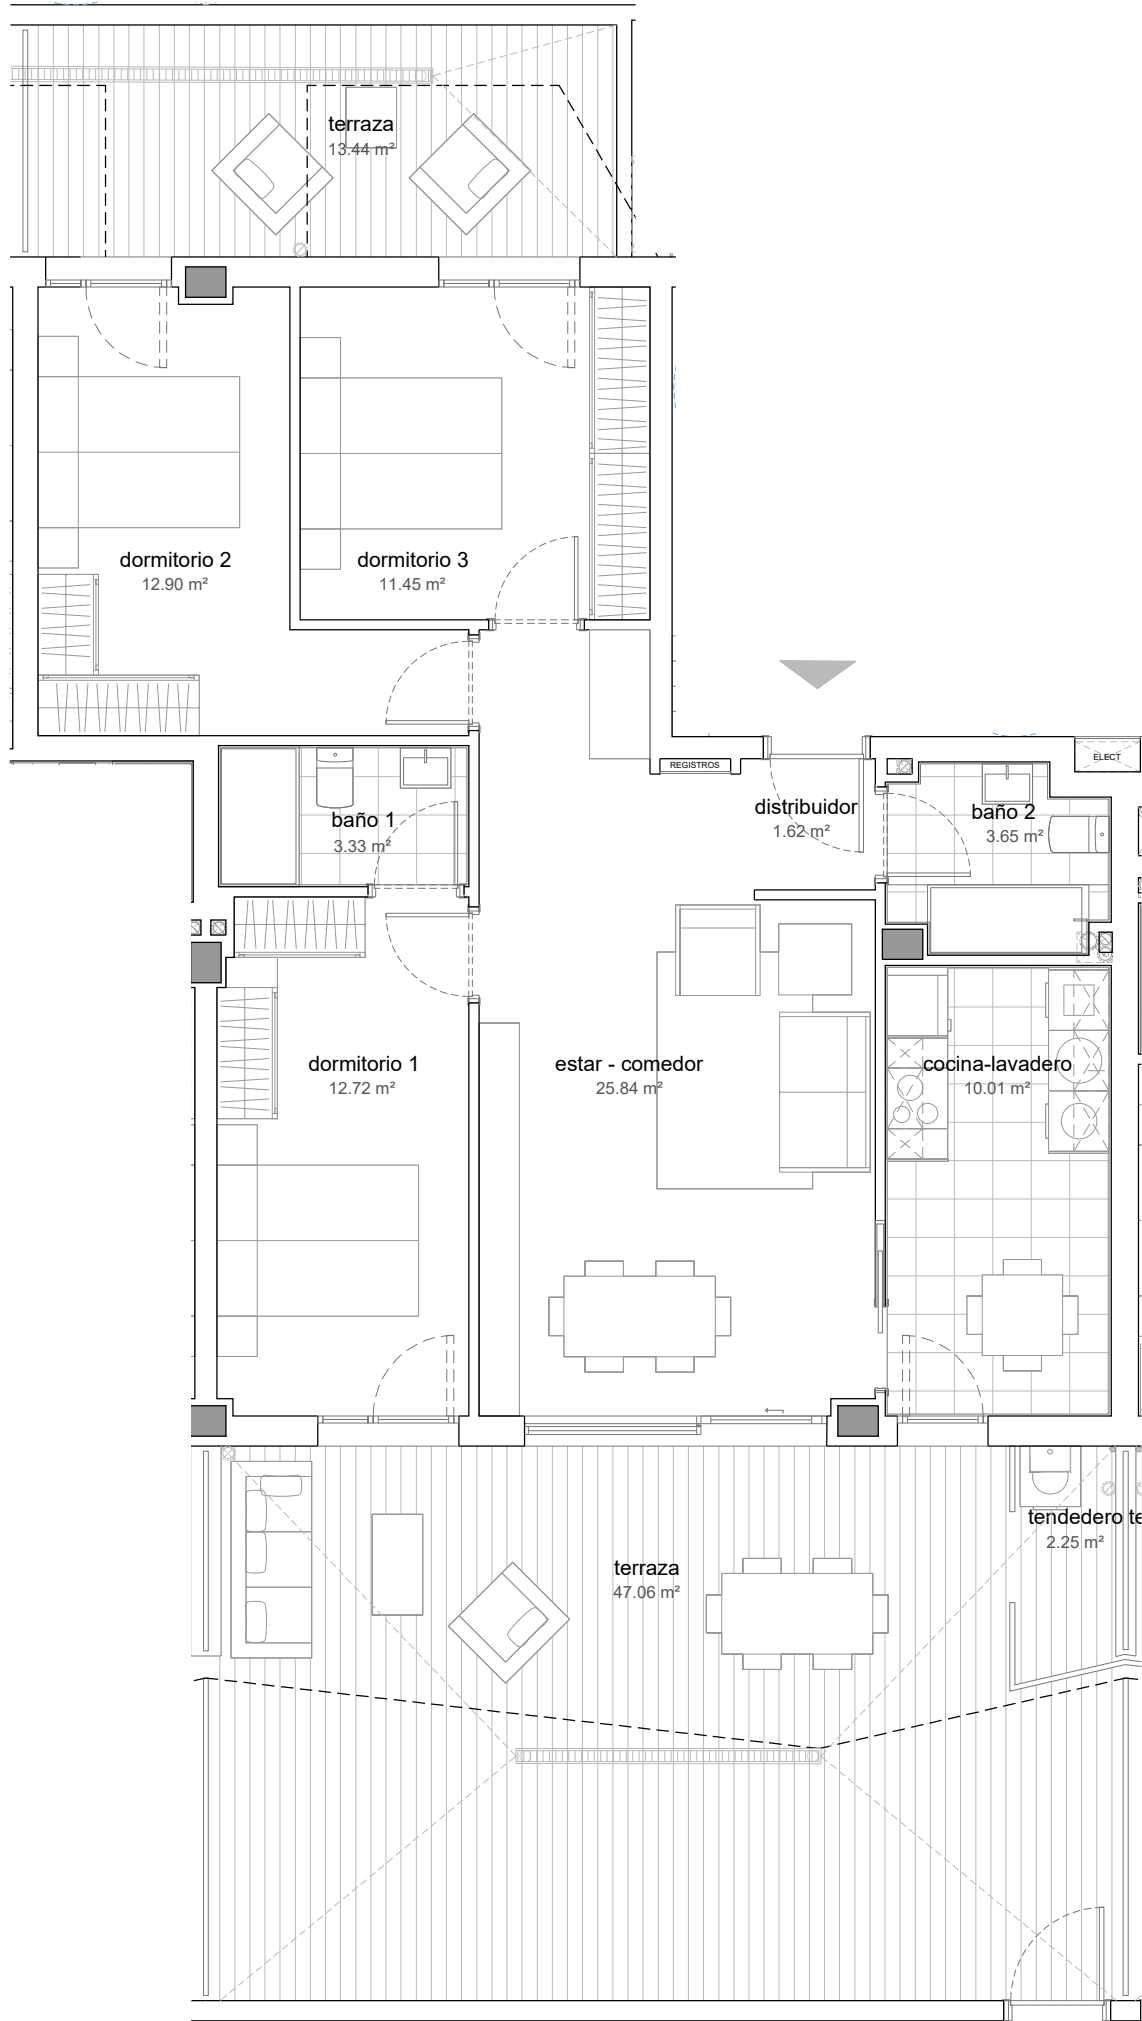 terraza
13.44 m²
dormitorio 2
12.90 m²
dormitorio 3
11.45 m²
REGISTROS
ELECT
distribuidor
1.62 m²
baño 2
3.65 m²
baño 1
3.33 m²
dormitorio 1
12.72 m²
estar - comedor
25.84 m²
cocina-lavadero
10.01 m²
tendedero te
2.25 m²
terraza
47.06 m²